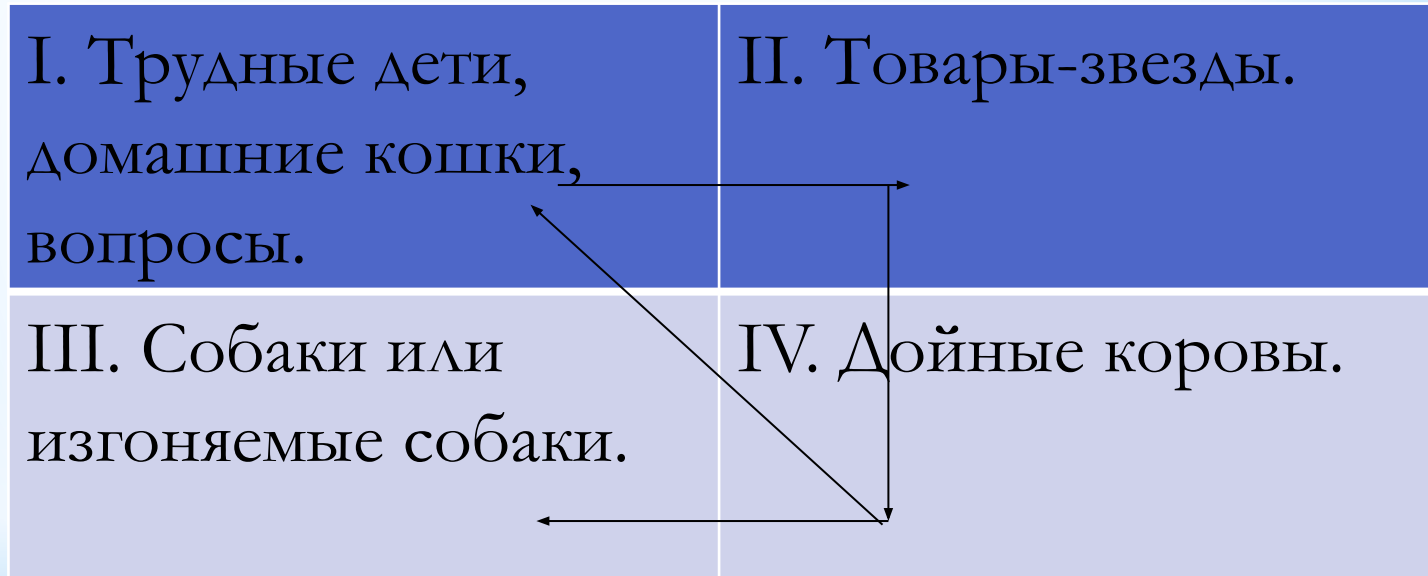 I. Трудные дети,
домашние кошки,
вопросы.
II. Товары-звезды.
III. Собаки или
изгоняемые собаки.
IV. Дойные коровы.